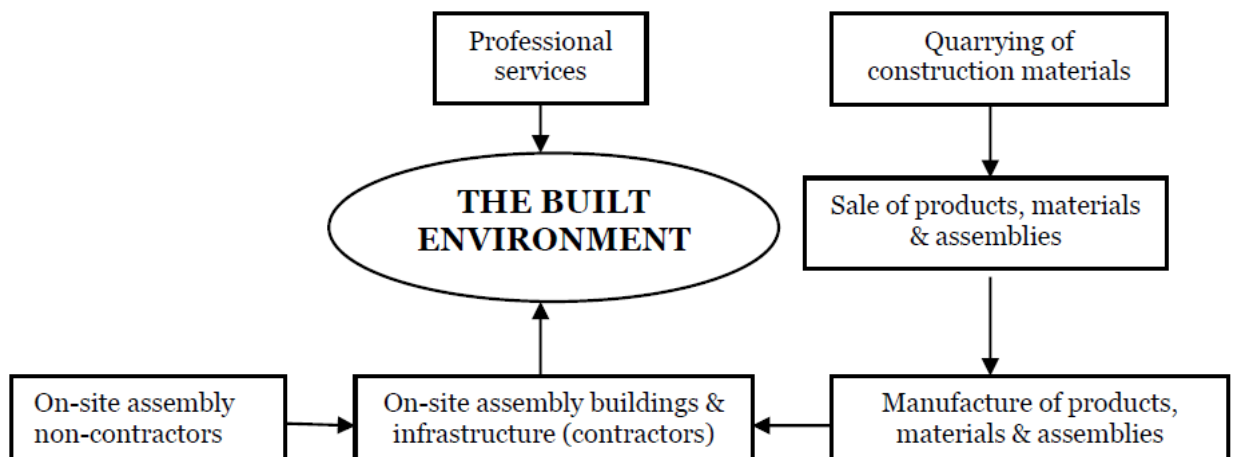 Professional
services
Quarrying of
construction materials
THE BUILT
ENVIRONMENT
Sale of products, materials
& assemblies
On-site assembly
non-contractors
On-site assembly buildings &
infrastructure (contractors)
Manufacture of products,
materials & assemblies